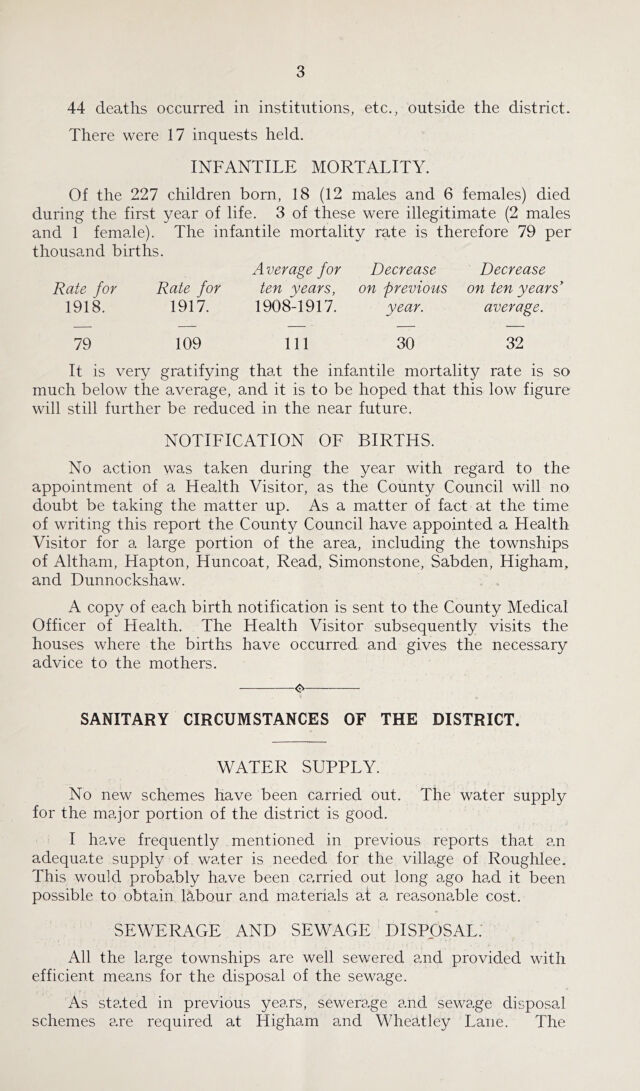 3
44 deaths occurred in institutions, etc., outside the district.
There were 17 inquests held.
INFANTILE MORTALITY.
Of the 227 children born, 18 (12 males and 6 females) died
during the first year of life. 3 of these were illegitimate (2 males
and 1 female). The infantile mortality rate is therefore 79 per
thousand births.
Average for Decrease Decrease
Rate for Rate for ten years, on previous on ten years'
1918. 1917. 1908-1917. year. average.
— — — — —
79 109 111 30 32
It is very gratifying that the infantile mortality rate is so
much below the average, and it is to be hoped that this low figure
will still further be reduced in the near future.
NOTIFICATION OF BIRTHS.
No action was taken during the year with regard to the
appointment of a Health Visitor, as the County Council will no
doubt be taking the matter up. As a matter of fact at the time
of writing this report the County Council have appointed a Health
Visitor for a large portion of the area, including the townships
of Altham, Hapton, Huncoat, Read, Simonstone, Sabden, Higham,
and Dunnockshaw.
A copy of each birth notification is sent to the County Medical
Officer of Health. The Health Visitor subsequently visits the
houses where the births have occurred and gives the necessary
advice to the mothers.
SANITARY CIRCUMSTANCES OF THE DISTRICT.
WATER SUPPLY.
No new schemes have been carried out. The water supply
for the major portion of the district is good.
I have frequently mentioned in previous reports that an
adequate supply of water is needed for the village of Roughlee.
This would probably have been carried out long ago had it been
possible to obtain labour and materials at a reasonable cost.
SEWERAGE AND SEWAGE DISPOSAL.
All the large townships are well sewered and provided with
efficient means for the disposal of the sewage.
As stated in previous years, sewerage and sewage disposal
schemes are required at Higham and Wheatley Lane. The